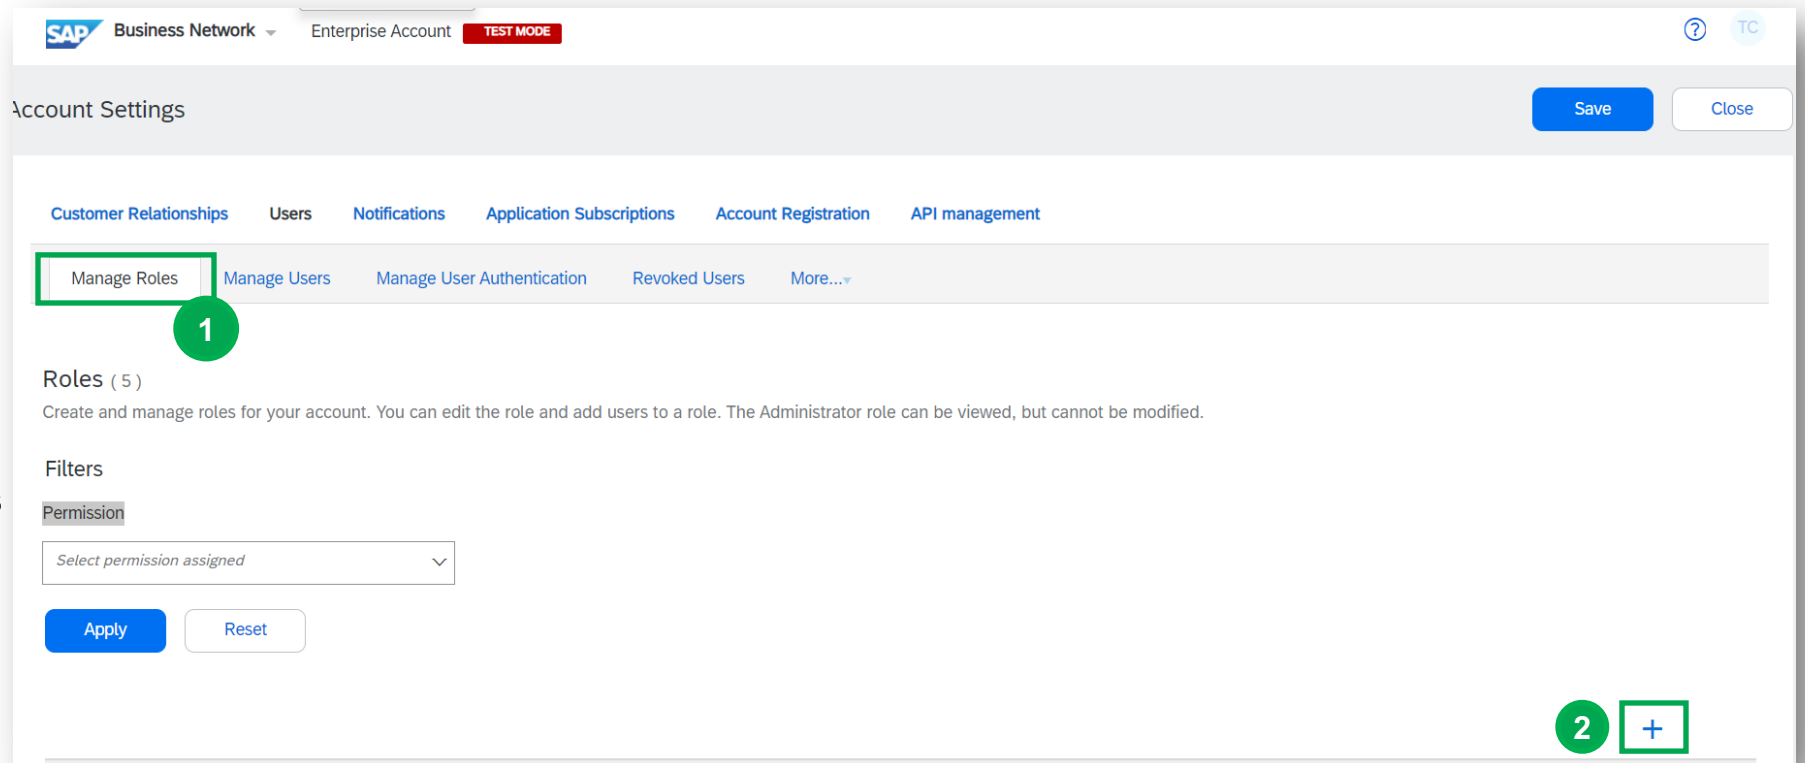 SAP Business Network Enterprise Account TEST MODE ? TC
Account Settings Save Close
Customer Relationships Users Notifications Application Subscriptions Account Registration API management
Manage Roles Manage Users Manage User Authentication Revoked Users More...
1
Roles ( 5 )
Create and manage roles for your account. You can edit the role and add users to a role. The Administrator role can be viewed, but cannot be modified.
Filters
Permission
Select permission assigned
Apply Reset
2 +